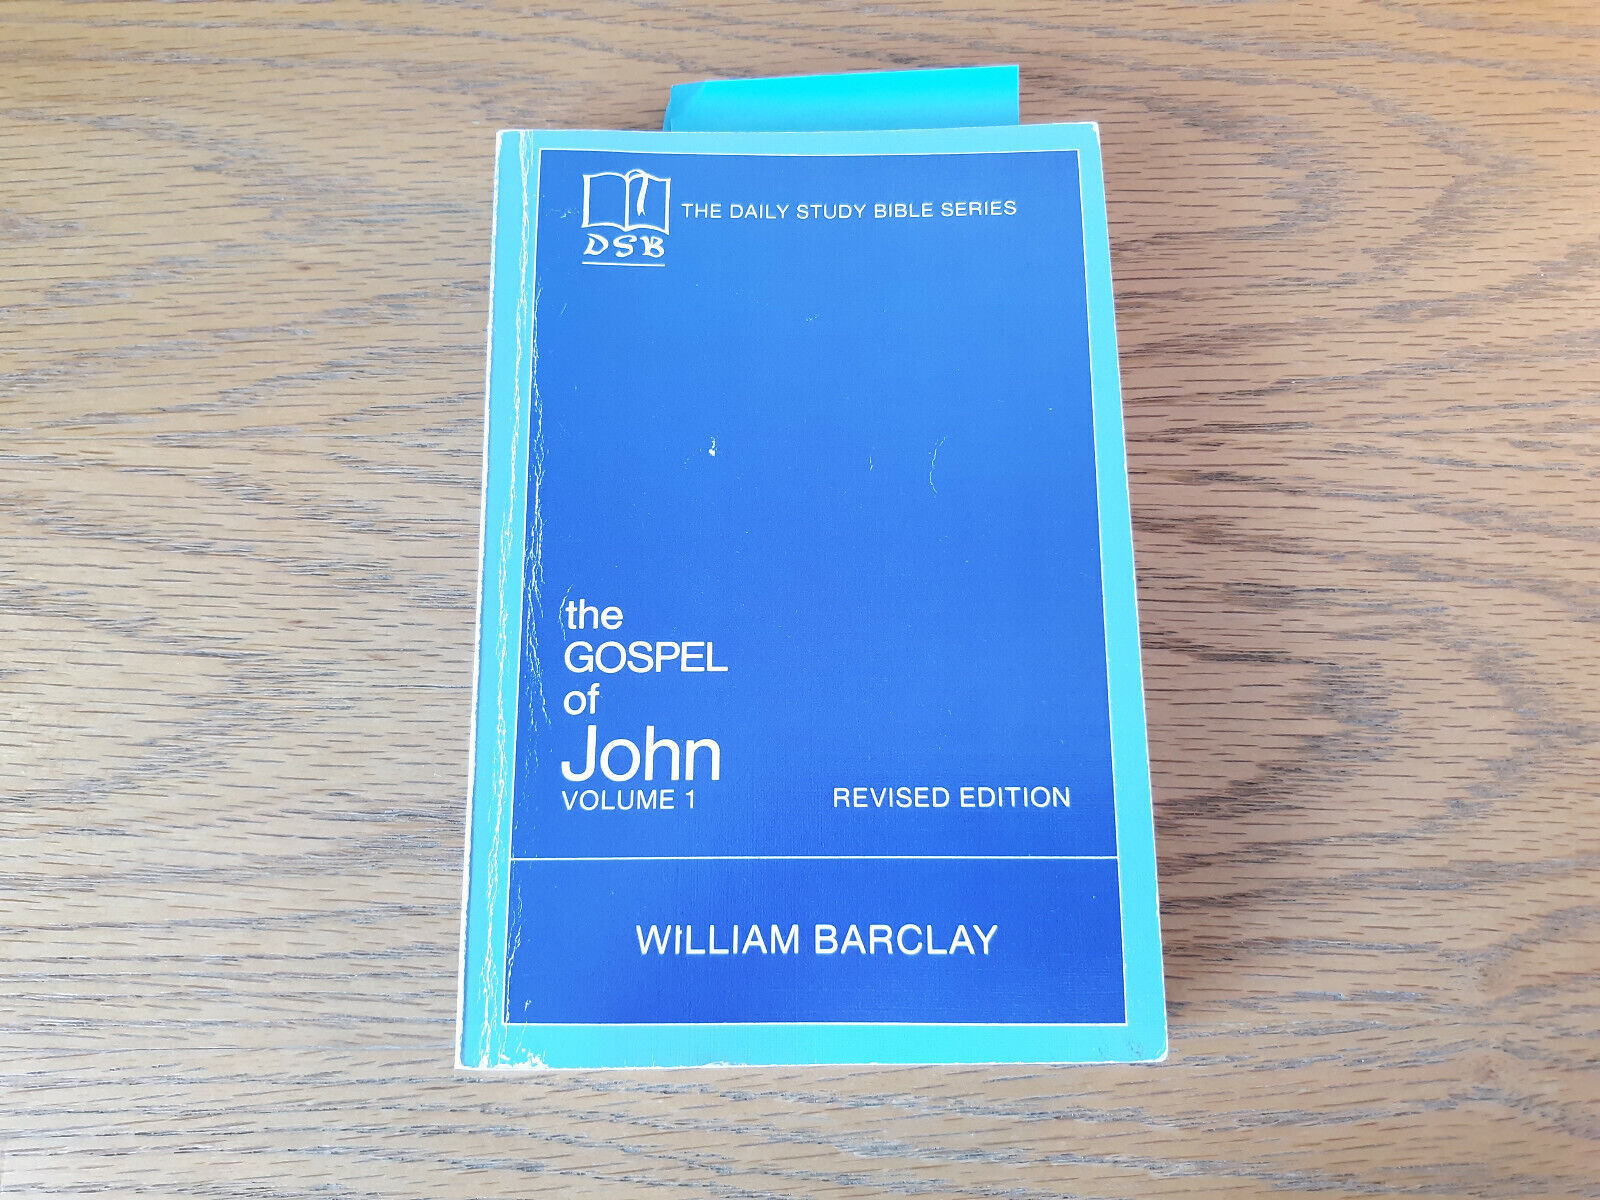 DSB
THE DAILY STUDY BIBLE SERIES
the
GOSPEL
of
John
VOLUME 1
REVISED EDITION
WILLIAM BARCLAY